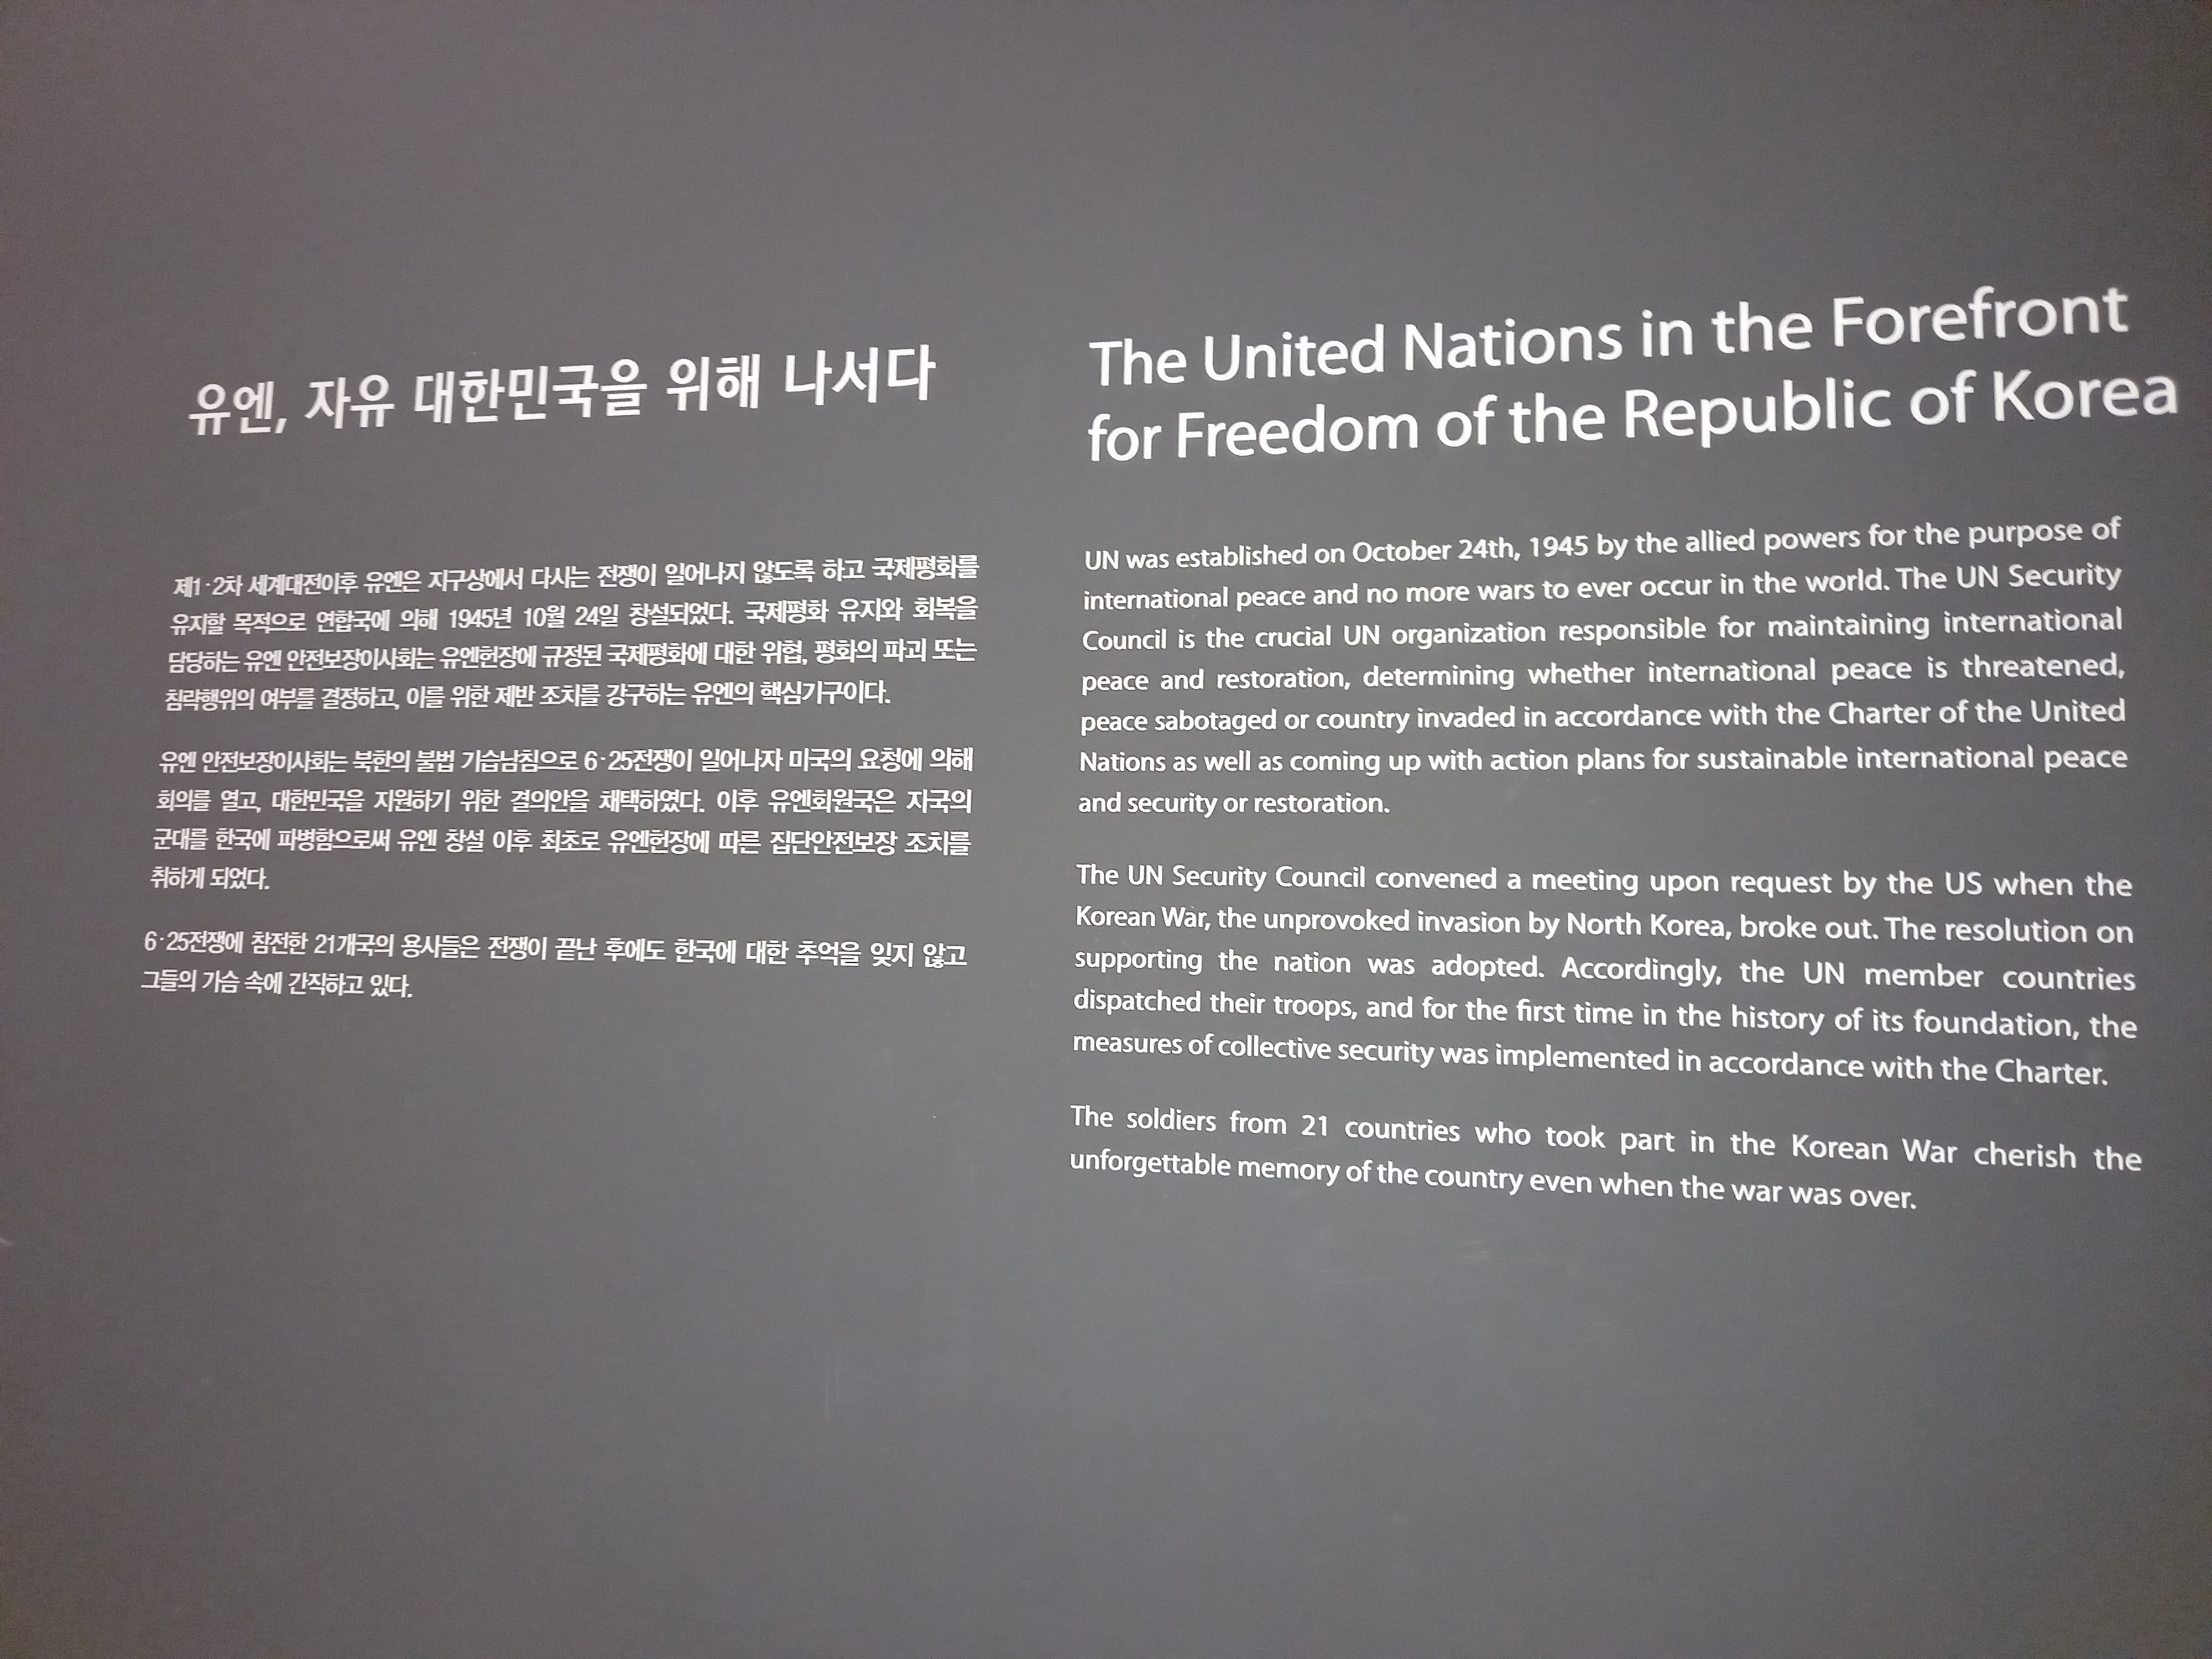 유엔, 자유 대한민국을 위해 나서다
제1·2차 세계대전이후 유엔은 지구상에서 다시는 전쟁이 일어나지 않도록 하고 국제평화를
유지할 목적으로 연합국에 의해 1945년 10월 24일 창설되었다. 국제평화 유지와 회복을
담당하는 유엔 안전보장이사회는 유엔헌장에 규정된 국제평화에 대한 위협, 평화의 파괴 또는
침략행위의 여부를 결정하고, 이를 위한 제반 조치를 강구하는 유엔의 핵심기구이다.
유엔 안전보장이사회는 북한의 불법 기습남침으로 6·25전쟁이 일어나자 미국의 요청에 의해
회의를 열고, 대한민국을 지원하기 위한 결의안을 채택하였다. 이후 유엔회원국은 자국의
군대를 한국에 파병함으로써 유엔 창설 이후 최초로 유엔헌장에 따른 집단안전보장 조치를
취하게 되었다.
6·25전쟁에 참전한 21개국의 용사들은 전쟁이 끝난 후에도 한국에 대한 추억을 잊지 않고
그들의 가슴 속에 간직하고 있다.
The United Nations in the Forefront
for Freedom of the Republic of Korea
UN was established on October 24th, 1945 by the allied powers for the purpose of
international peace and no more wars to ever occur in the world. The UN Security
Council is the crucial UN organization responsible for maintaining international
peace and restoration, determining whether international peace is threatened,
peace sabotaged or country invaded in accordance with the Charter of the United
Nations as well as coming up with action plans for sustainable international peace
and security or restoration.
The UN Security Council convened a meeting upon request by the US when the
Korean War, the unprovoked invasion by North Korea, broke out. The resolution on
supporting the nation was adopted. Accordingly, the UN member countries
dispatched their troops, and for the first time in the history of its foundation, the
measures of collective security was implemented in accordance with the Charter.
The soldiers from 21 countries who took part in the Korean War cherish the
unforgettable memory of the country even when the war was over.